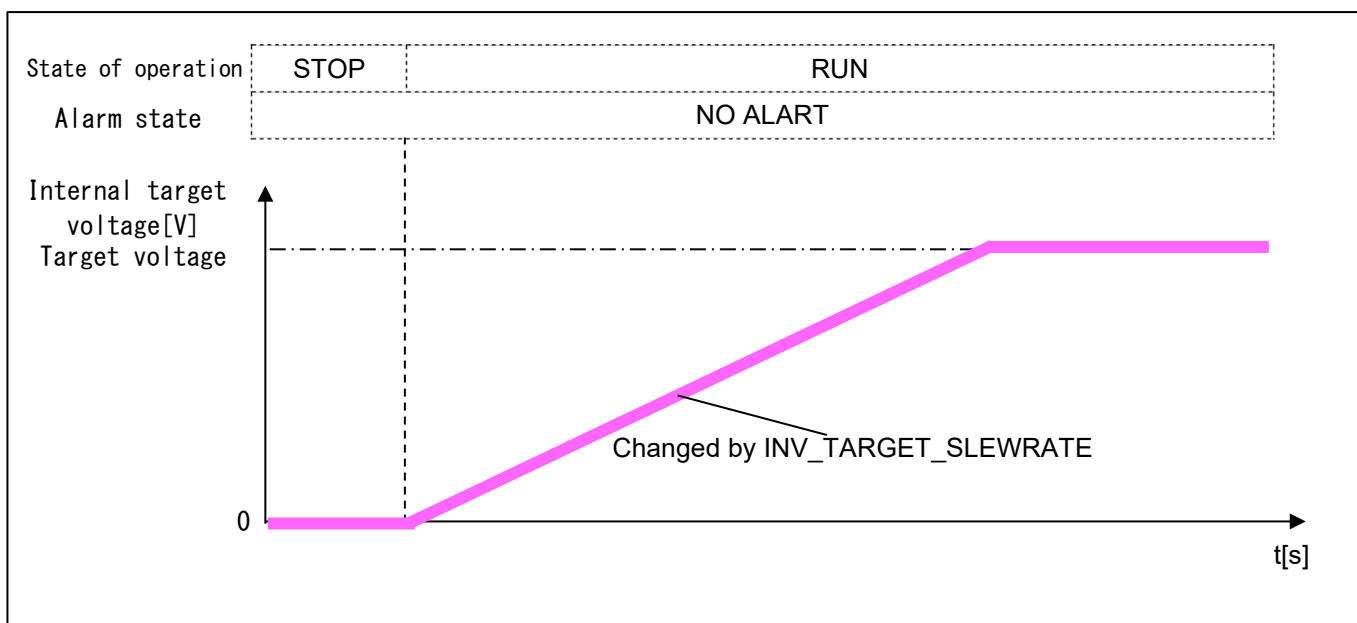 State of operation STOP RUN
Alarm state NO ALART
Internal target
voltage[V]
Target voltage
Changed by INV_TARGET_SLEWRATE
0
t[s]